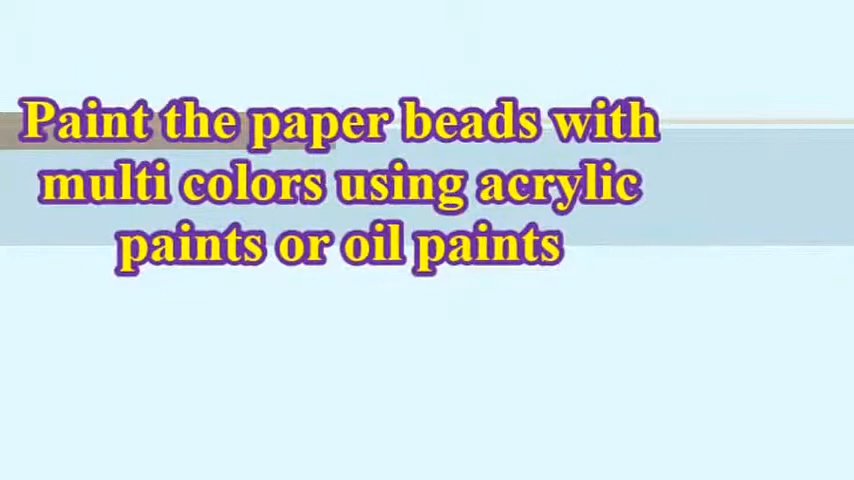 Paint the paper beads with
multi colors using acrylic
paints or oil paints